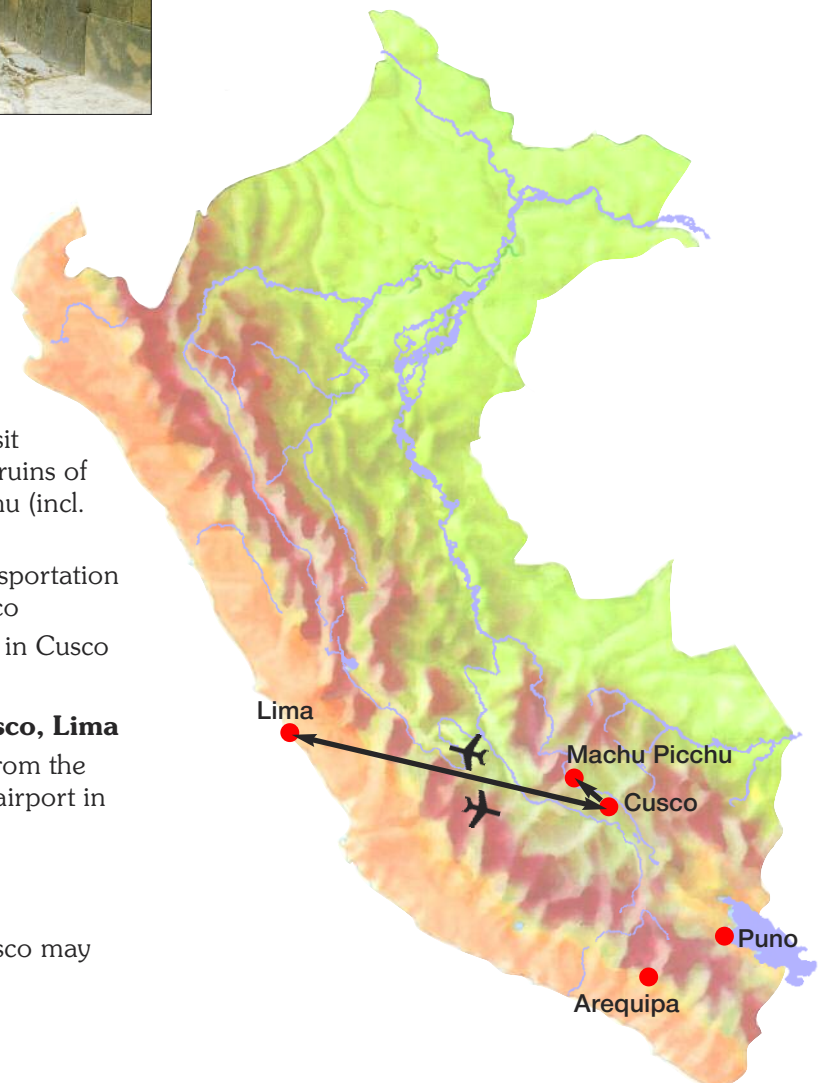 sit
ruins of
nu (incl.
sportation
co
in Cusco
sco, Lima
rom the
airport in
sco may
Lima
Machu Picchu
Cusco
Puno
Arequipa